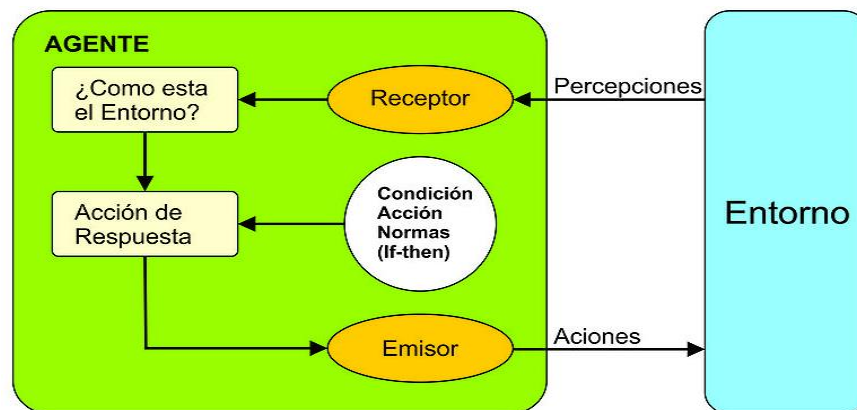 AGENTE
¿Como esta
el Entorno?
Receptor
Percepciones
Acción de
Respuesta
Condición
Acción
Normas
(If-then)
Entorno
Emisor
Aciones